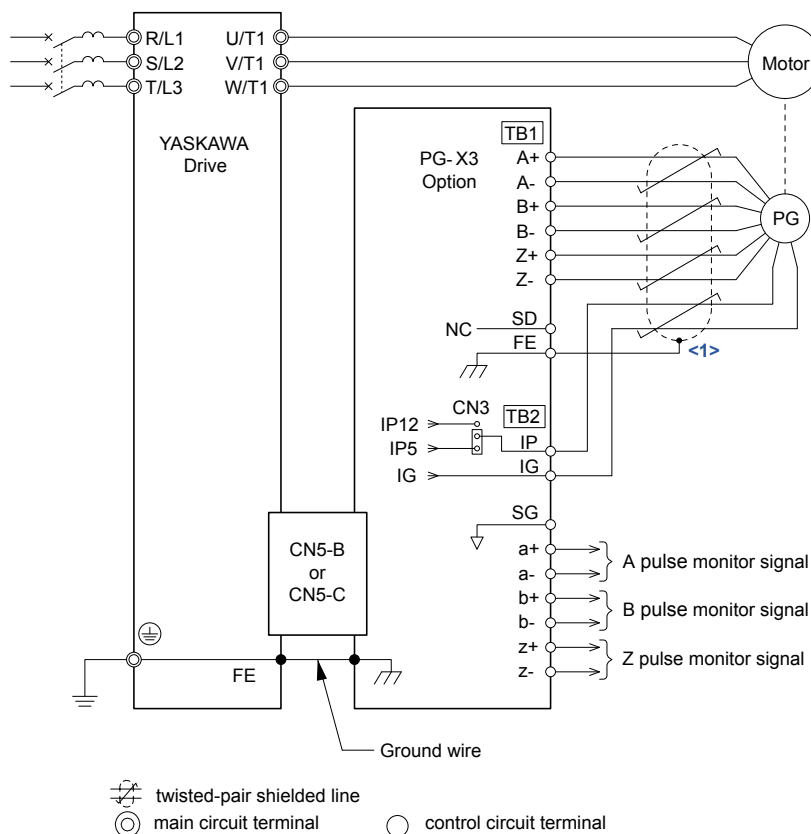 R/L1 U/T1
S/L2 V/T1
T/L3 W/T1
Motor
YASKAWA
Drive
PG- X3
Option
TB1
A+
A-
B+
B-
Z+
Z-
PG
NC SD
FE
<1>
CN3 TB2
IP12
IP5 IP
IG IG
SG
CN5-B
or
CN5-C
a+
a-
A pulse monitor signal
b+
b-
B pulse monitor signal
z+
z-
Z pulse monitor signal
FE
Ground wire
twisted-pair shielded line
main circuit terminal control circuit terminal